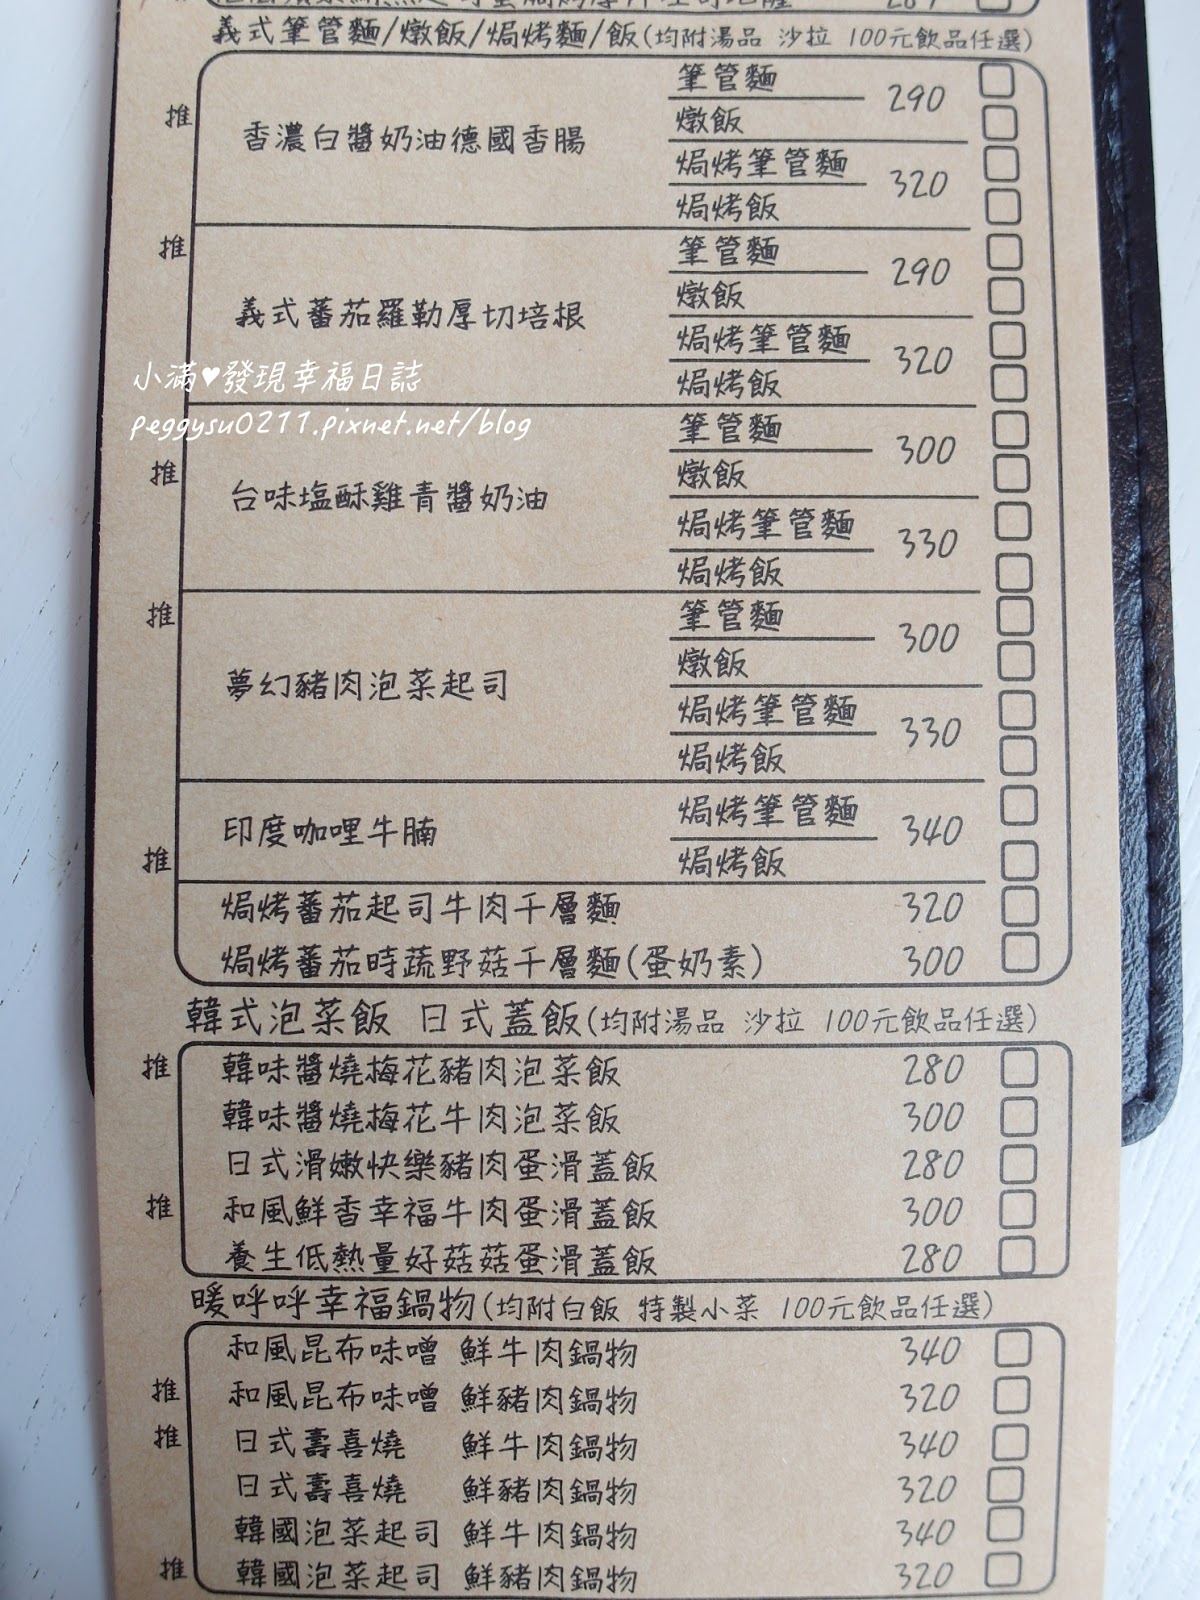 義式筆管麵/燉飯/焗烤麵/飯(均附湯品 沙拉 100元飲品任選)
推 香濃白醬奶油德國香腸
筆管麵
燉飯
290
焗烤筆管麵
焗烤飯
320
推 義式蕃茄羅勒厚切培根
筆管麵
燉飯
290
焗烤筆管麵
焗烤飯
320
小滿♥發現幸福日誌
peggysu0211.pixnet.net/blog
推 台味塩酥雞青醬奶油
筆管麵
燉飯
300
焗烤筆管麵
焗烤飯
330
推 夢幻豬肉泡菜起司
筆管麵
燉飯
300
焗烤筆管麵
焗烤飯
330
推 印度咖哩牛腩
焗烤筆管麵
焗烤飯
340
焗烤蕃茄起司牛肉千層麵 320
焗烤蕃茄時蔬野菇千層麵(蛋奶素) 300
韓式泡菜飯 日式蓋飯(均附湯品 沙拉 100元飲品任選)
推 韓味醬燒梅花豬肉泡菜飯 280
韓味醬燒梅花牛肉泡菜飯 300
日式滑嫩快樂豬肉蛋滑蓋飯 280
推 和風鮮香幸福牛肉蛋滑蓋飯 300
養生低熱量好菇菇蛋滑蓋飯 280
暖呼呼幸福鍋物(均附白飯 特製小菜 100元飲品任選)
和風昆布味噌 鮮牛肉鍋物 340
推 和風昆布味噌 鮮豬肉鍋物 320
推 日式壽喜燒 鮮牛肉鍋物 340
日式壽喜燒 鮮豬肉鍋物 320
韓國泡菜起司 鮮牛肉鍋物 340
推 韓國泡菜起司 鮮豬肉鍋物 320